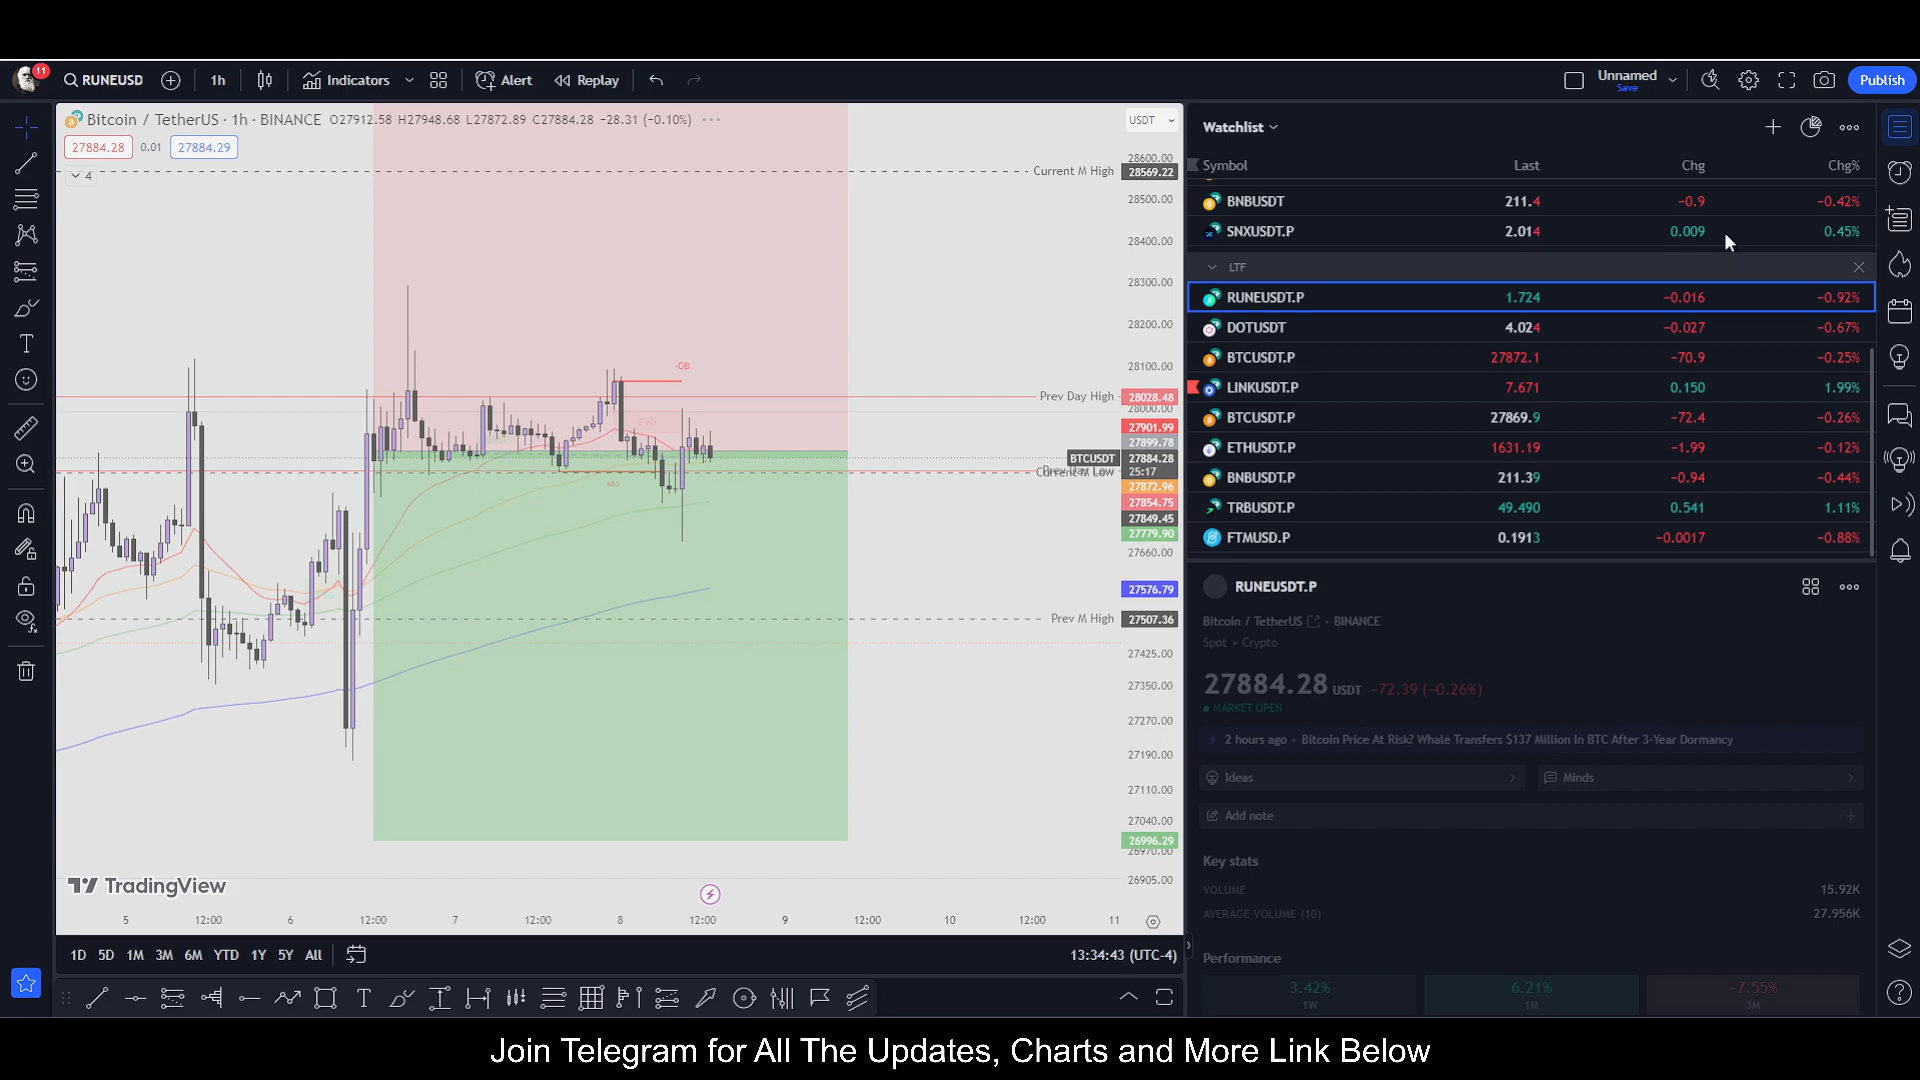 11
RUNEUSD
1h
Indicators
Alert
Replay
Unnamed
Save
Publish
Bitcoin / TetherUS · 1h · BINANCE O27912.58 H27948.68 L27872.89 C27884.28 −28.31 (−0.10%)
27884.28 0.01 27884.29
4
USDT
28600.00
Current M High 28569.22
28500.00
28400.00
28300.00
28200.00
28100.00
-OB
Prev Day High 28028.48
28000.00
FVG
27901.99
27899.78
BTCUSDT 27884.28
25:17
27872.96
MSS
27854.75
27849.45
27779.90
27660.00
27576.79
Prev M High 27507.36
27425.00
27350.00
27270.00
27190.00
27110.00
27040.00
26996.29
26970.00
26905.00
TradingView
5 12:00 6 12:00 7 12:00 8 12:00 9 12:00 10 12:00 11
1D 5D 1M 3M 6M YTD 1Y 5Y All
13:34:43 (UTC-4)
Watchlist
Symbol Last Chg Chg%
BNBUSDT 211.4 −0.9 −0.42%
SNXUSDT.P 2.014 0.009 0.45%
LTF
RUNEUSDT.P 1.724 −0.016 −0.92%
DOTUSDT 4.024 −0.027 −0.67%
BTCUSDT.P 27872.1 −70.9 −0.25%
LINKUSDT.P 7.671 0.150 1.99%
BTCUSDT.P 27869.9 −72.4 −0.26%
ETHUSDT.P 1631.19 −1.99 −0.12%
BNBUSDT.P 211.39 −0.94 −0.44%
TRBUSDT.P 49.490 0.541 1.11%
FTMUSD.P 0.1913 −0.0017 −0.88%
RUNEUSDT.P
Bitcoin / TetherUS • BINANCE
Spot • Crypto
27884.28 USDT −72.39 (−0.26%)
MARKET OPEN
2 hours ago • Bitcoin Price At Risk? Whale Transfers $137 Million In BTC After 3-Year Dormancy
Ideas
Minds
Add note
Key stats
VOLUME 15.92K
AVERAGE VOLUME (10) 27.956K
Performance
3.42% 6.21% −7.55%
1W 1M 3M
Join Telegram for All The Updates, Charts and More Link Below